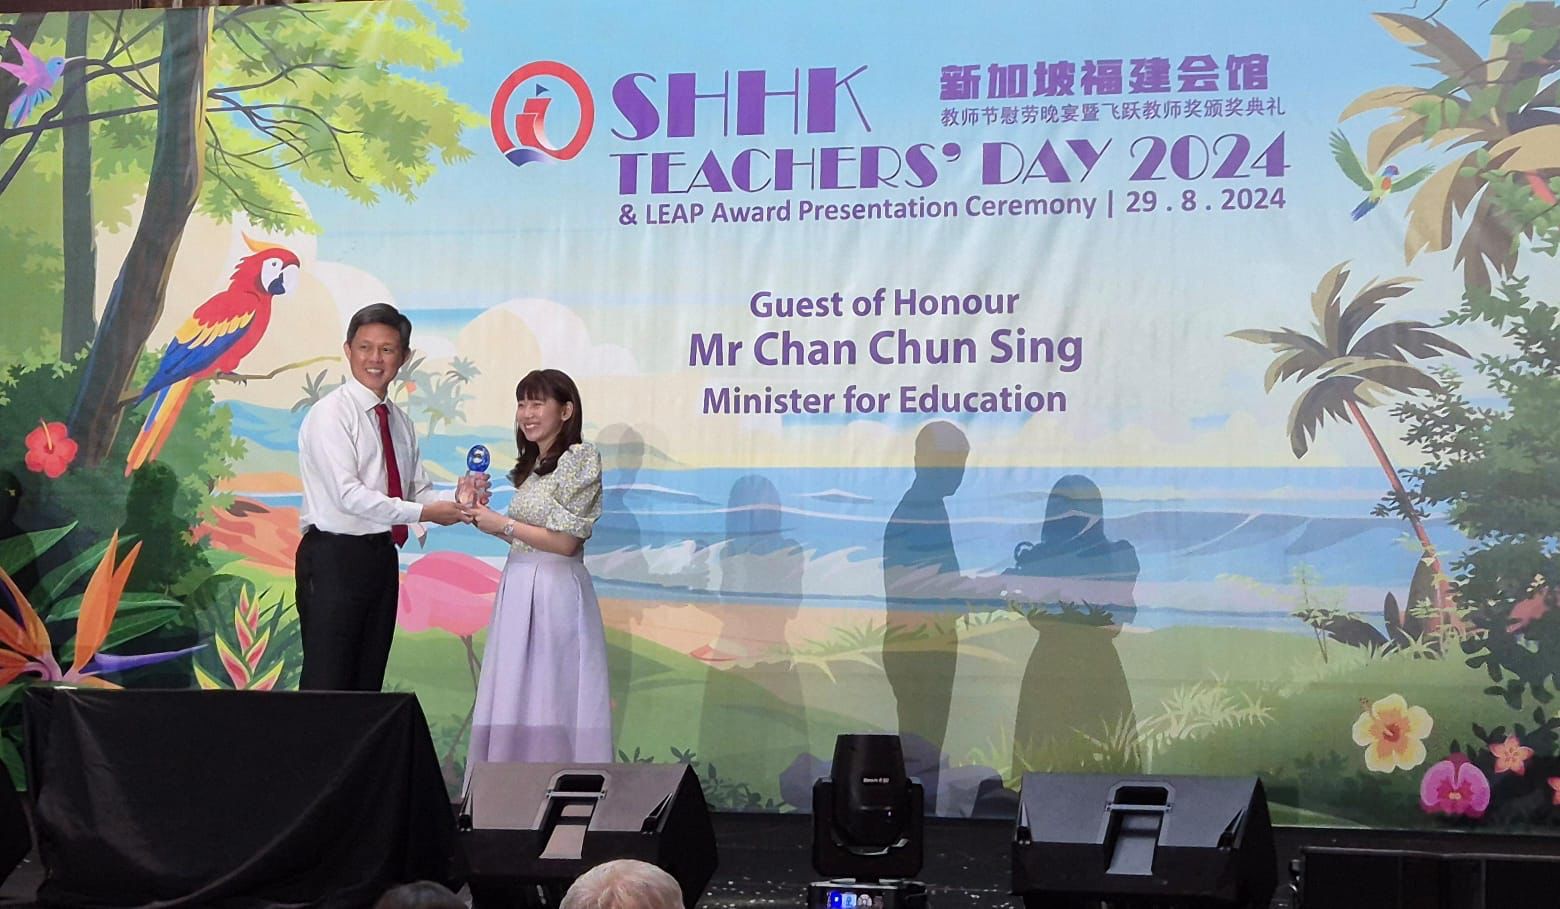 SHHK
新加坡福建会馆
教师节慰劳晚宴暨飞跃教师奖颁奖典礼
TEACHERS' DAY 2024
& LEAP Award Presentation Ceremony | 29 . 8 . 2024
Guest of Honour
Mr Chan Chun Sing
Minister for Education